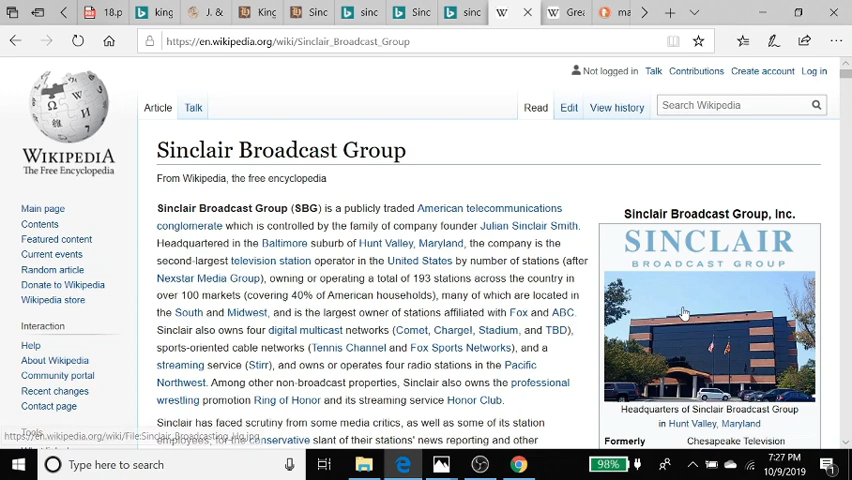 18.p
king
J. &
King
Sinc
sinc
Sinc
sinc
W
Grea
ma
https://en.wikipedia.org/wiki/Sinclair_Broadcast_Group
Not logged in Talk Contributions Create account Log in
Article Talk Read Edit View history Search Wikipedia
WIKIPEDIA
The Free Encyclopedia
Main page
Contents
Featured content
Current events
Random article
Donate to Wikipedia
Wikipedia store
Interaction
Help
About Wikipedia
Community portal
Recent changes
Contact page
Tools
Sinclair Broadcast Group
From Wikipedia, the free encyclopedia
Sinclair Broadcast Group (SBG) is a publicly traded American telecommunications
conglomerate which is controlled by the family of company founder Julian Sinclair Smith.
Headquartered in the Baltimore suburb of Hunt Valley, Maryland, the company is the
second-largest television station operator in the United States by number of stations (after
Nexstar Media Group), owning or operating a total of 193 stations across the country in
over 100 markets (covering 40% of American households), many of which are located in
the South and Midwest, and is the largest owner of stations affiliated with Fox and ABC.
Sinclair also owns four digital multicast networks (Comet, Charge!, Stadium, and TBD),
sports-oriented cable networks (Tennis Channel and Fox Sports Networks), and a
streaming service (Stirr), and owns or operates four radio stations in the Pacific
Northwest. Among other non-broadcast properties, Sinclair also owns the professional
wrestling promotion Ring of Honor and its streaming service Honor Club.
Sinclair has faced scrutiny from some media critics, as well as some of its station
employees, for the conservative slant of their stations' news reporting and other
Sinclair Broadcast Group, Inc.
SINCLAIR
BROADCAST GROUP
Headquarters of Sinclair Broadcast Group
in Hunt Valley, Maryland
Formerly Chesapeake Television
https://en.wikipedia.org/wiki/File:Sinclair_Broadcasting_Hq.jpg
Type here to search
98%
7:27 PM
10/9/2019